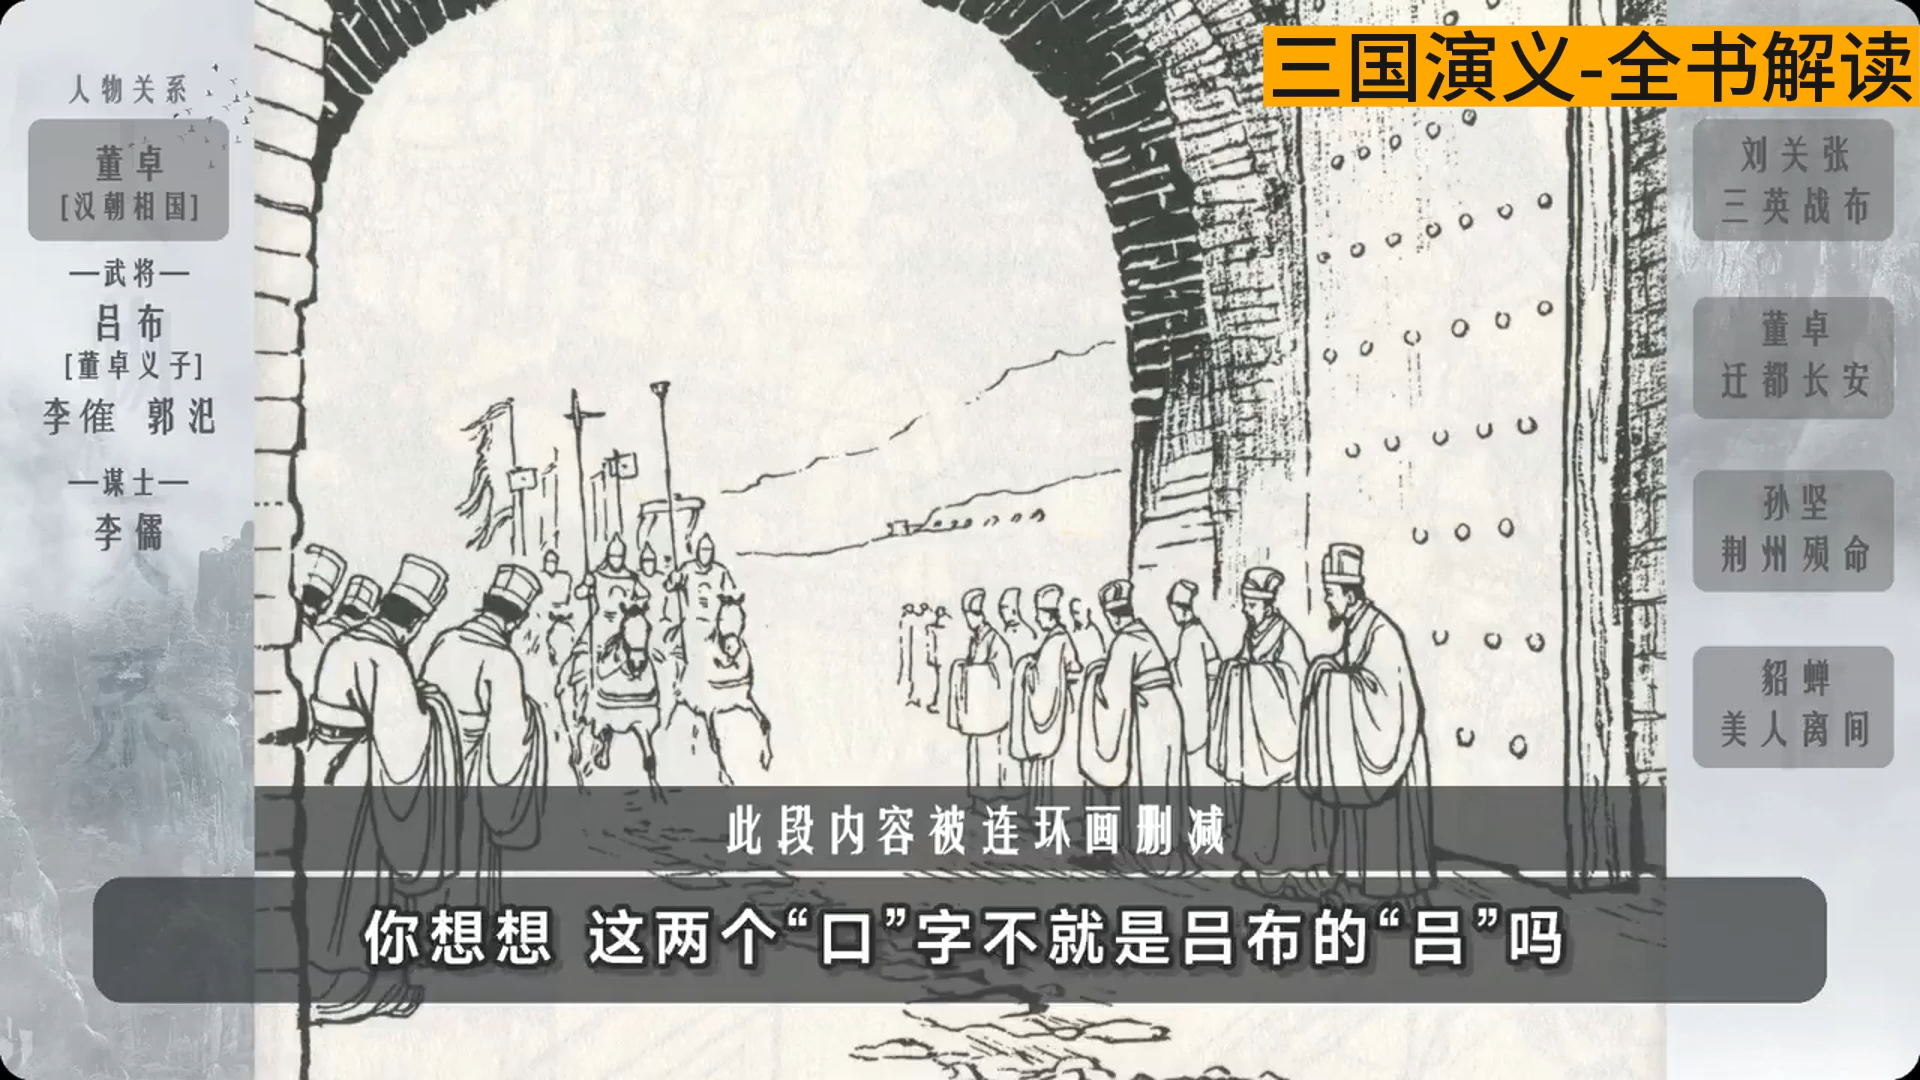 三国演义-全书解读
人物关系
董卓
[汉朝相国]
—武将—
吕布
[董卓义子]
李傕 郭汜
—谋士—
李儒
刘关张
三英战布
董卓
迁都长安
孙坚
荆州殒命
貂蝉
美人离间
此段内容被连环画删减
你想想 这两个“口”字不就是吕布的“吕”吗